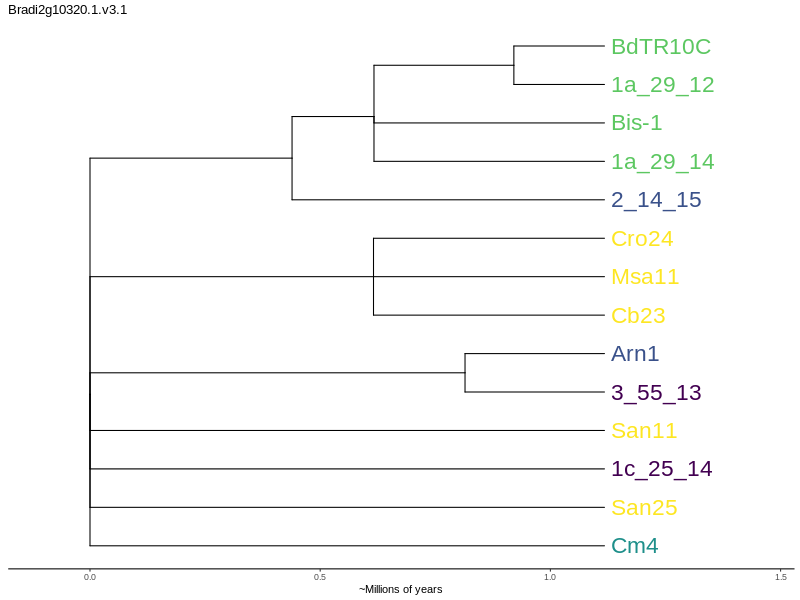 Bradi2g10320.1.v3.1
BdTR10C
1a_29_12
Bis-1
1a_29_14
2_14_15
Cro24
Msa11
Cb23
Arn1
3_55_13
San11
1c_25_14
San25
Cm4
0.0 0.5 1.0 1.5
~Millions of years